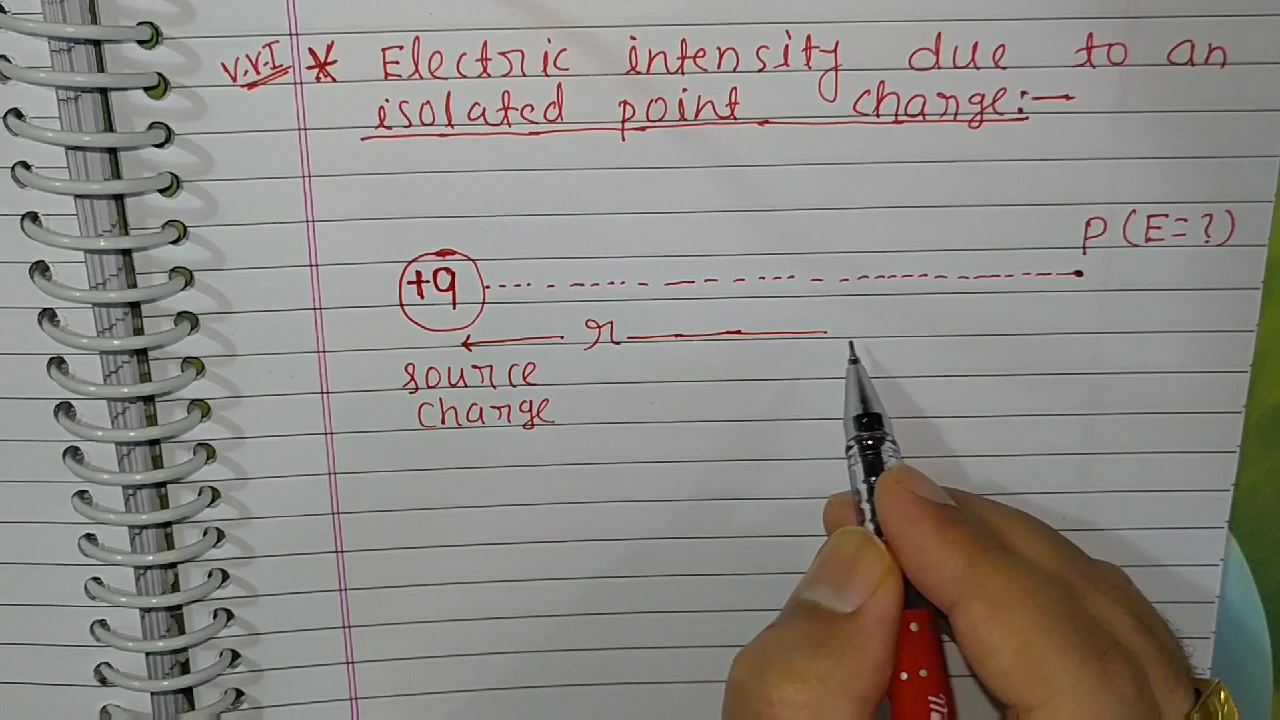 V.V.I * Electric intensity due to an
isolated point charge:-
P (E=?)
+q
r
source
charge